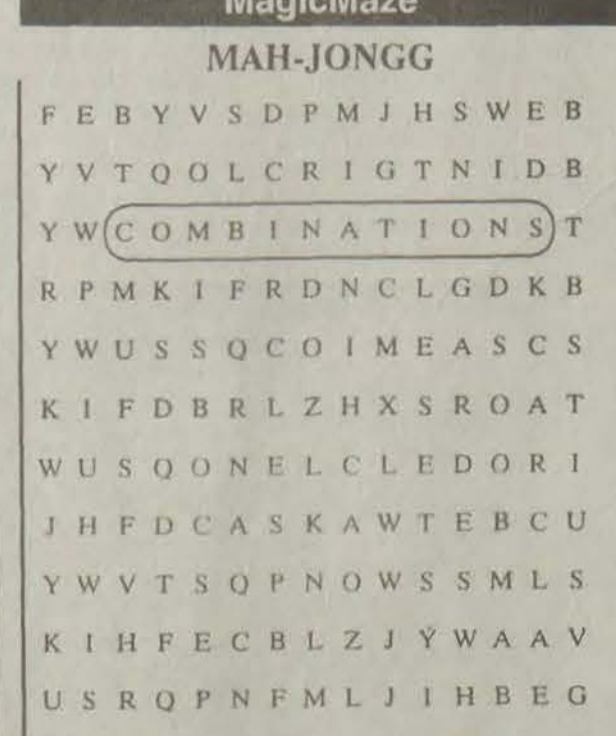 MagicMaze
MAH-JONGG
F E B Y V S D P M J H S W E B
Y V T Q O L C R I G T N I D B
Y W C O M B I N A T I O N S T
R P M K I F R D N C L G D K B
Y W U S S Q C O I M E A S C S
K I F D B R L Z H X S R O A T
W U S Q O N E L C L E D O R I
J H F D C A S K A W T E B C U
Y W V T S Q P N O W S S M L S
K I H F E C B L Z J Y W A A V
U S R Q P N F M L J I H B E G